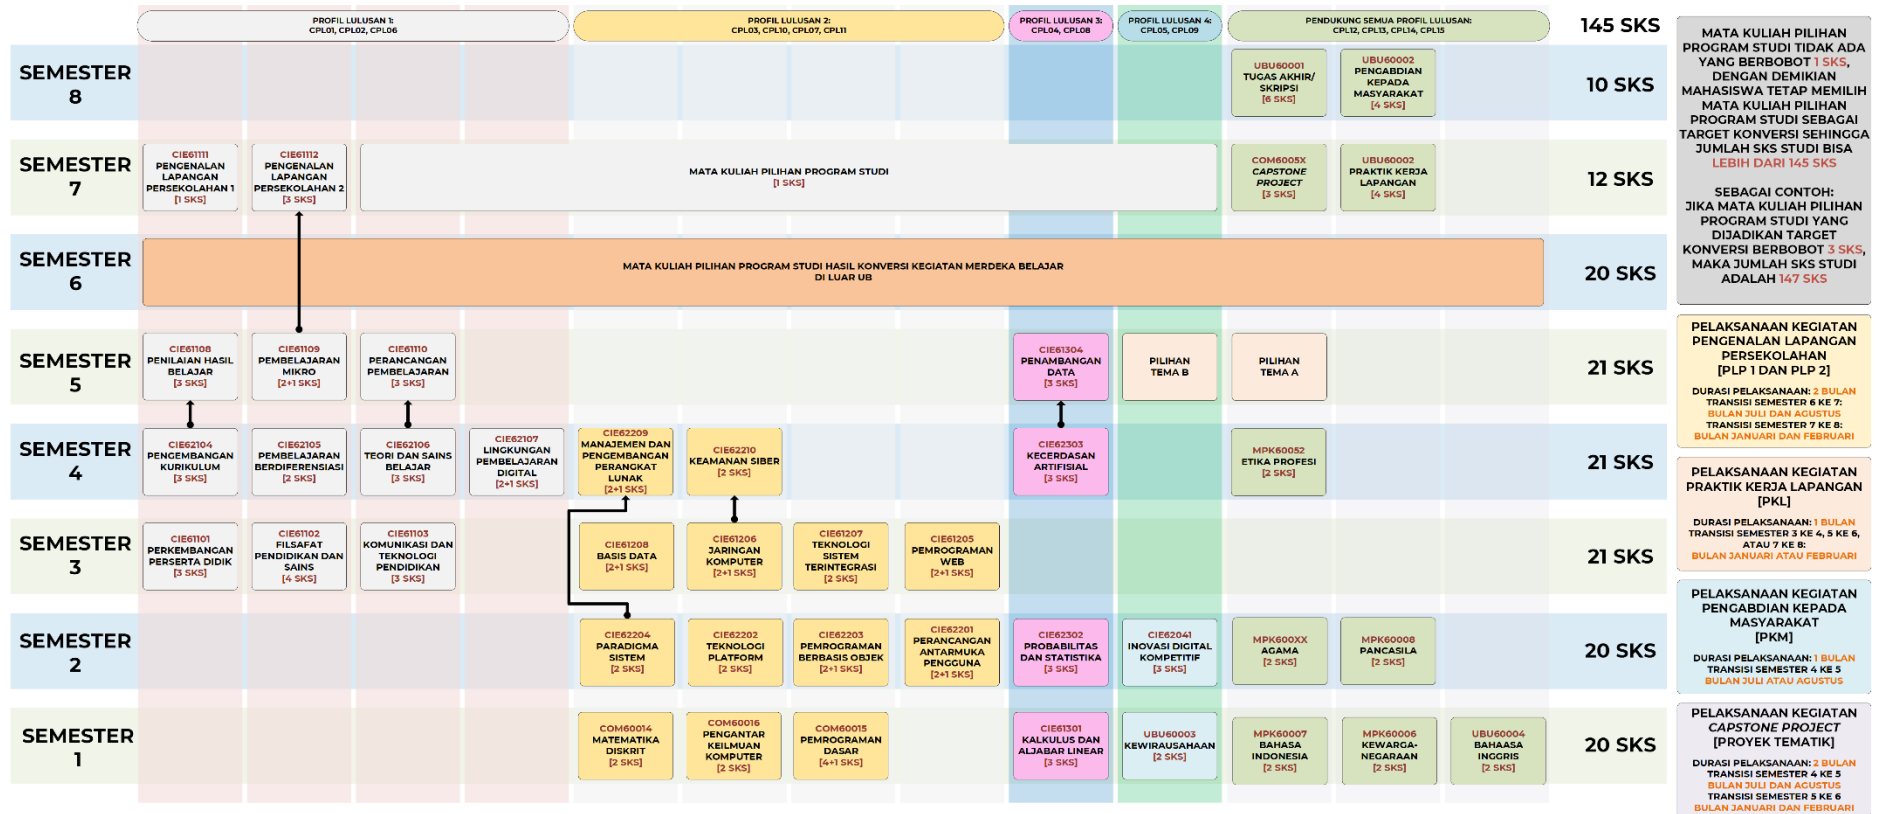 PROFIL LULUSAN 1:
CPL01, CPL02, CPL06
PROFIL LULUSAN 2:
CPL03, CPL10, CPL07, CPL11
PROFIL LULUSAN 3:
CPL04, CPL08
PROFIL LULUSAN 4:
CPL05, CPL09
PENDUKUNG SEMUA PROFIL LULUSAN:
CPL12, CPL13, CPL14, CPL15
145 SKS
SEMESTER
8
UBU60001
TUGAS AKHIR/
SKRIPSI
[6 SKS]
UBU60002
PENGABDIAN
KEPADA
MASYARAKAT
[4 SKS]
10 SKS
SEMESTER
7
CIE61111
PENGENALAN
LAPANGAN
PERSEKOLAHAN 1
[1 SKS]
CIE61112
PENGENALAN
LAPANGAN
PERSEKOLAHAN 2
[3 SKS]
MATA KULIAH PILIHAN PROGRAM STUDI
[1 SKS]
COM6005X
CAPSTONE
PROJECT
[3 SKS]
UBU60002
PRAKTIK KERJA
LAPANGAN
[4 SKS]
12 SKS
SEMESTER
6
MATA KULIAH PILIHAN PROGRAM STUDI HASIL KONVERSI KEGIATAN MERDEKA BELAJAR
DI LUAR UB
20 SKS
SEMESTER
5
CIE61108
PENILAIAN HASIL
BELAJAR
[3 SKS]
CIE61109
PEMBELAJARAN
MIKRO
[2+1 SKS]
CIE61110
PERANCANGAN
PEMBELAJARAN
[3 SKS]
CIE61304
PENAMBANGAN
DATA
[3 SKS]
PILIHAN
TEMA B
PILIHAN
TEMA A
21 SKS
SEMESTER
4
CIE62104
PENGEMBANGAN
KURIKULUM
[3 SKS]
CIE62105
PEMBELAJARAN
BERDIFERENSIASI
[2 SKS]
CIE62106
TEORI DAN SAINS
BELAJAR
[3 SKS]
CIE62107
LINGKUNGAN
PEMBELAJARAN
DIGITAL
[2+1 SKS]
CIE62209
MANAJEMEN DAN
PENGEMBANGAN
PERANGKAT
LUNAK
[2+1 SKS]
CIE62210
KEAMANAN SIBER
[2 SKS]
CIE62303
KECERDASAN
ARTIFISIAL
[3 SKS]
MPK60052
ETIKA PROFESI
[2 SKS]
21 SKS
SEMESTER
3
CIE61101
PERKEMBANGAN
PERSERTA DIDIK
[3 SKS]
CIE61102
FILSAFAT
PENDIDIKAN DAN
SAINS
[4 SKS]
CIE61103
KOMUNIKASI DAN
TEKNOLOGI
PENDIDIKAN
[3 SKS]
CIE61208
BASIS DATA
[2+1 SKS]
CIE61206
JARINGAN
KOMPUTER
[2+1 SKS]
CIE61207
TEKNOLOGI
SISTEM
TERINTEGRASI
[2 SKS]
CIE61205
PEMROGRAMAN
WEB
[2+1 SKS]
21 SKS
SEMESTER
2
CIE62204
PARADIGMA
SISTEM
[2 SKS]
CIE62202
TEKNOLOGI
PLATFORM
[2 SKS]
CIE62203
PEMROGRAMAN
BERBASIS OBJEK
[2+1 SKS]
CIE62201
PERANCANGAN
ANTARMUKA
PENGGUNA
[2+1 SKS]
CIE62302
PROBABILITAS
DAN STATISTIKA
[3 SKS]
CIE62041
INOVASI DIGITAL
KOMPETITIF
[3 SKS]
MPK600XX
AGAMA
[2 SKS]
MPK60008
PANCASILA
[2 SKS]
20 SKS
SEMESTER
1
COM60014
MATEMATIKA
DISKRIT
[2 SKS]
COM60016
PENGANTAR
KEILMUAN
KOMPUTER
[2 SKS]
COM60015
PEMROGRAMAN
DASAR
[4+1 SKS]
CIE61301
KALKULUS DAN
ALJABAR LINEAR
[3 SKS]
UBU60003
KEWIRAUSAHAAN
[2 SKS]
MPK60007
BAHASA
INDONESIA
[2 SKS]
MPK60006
KEWARGA-
NEGARAAN
[2 SKS]
UBU60004
BAHAASA
INGGRIS
[2 SKS]
20 SKS
MATA KULIAH PILIHAN
PROGRAM STUDI TIDAK ADA
YANG BERBOBOT 1 SKS,
DENGAN DEMIKIAN
MAHASISWA TETAP MEMILIH
MATA KULIAH PILIHAN
PROGRAM STUDI SEBAGAI
TARGET KONVERSI SEHINGGA
JUMLAH SKS STUDI BISA
LEBIH DARI 145 SKS
SEBAGAI CONTOH:
JIKA MATA KULIAH PILIHAN
PROGRAM STUDI YANG
DIJADIKAN TARGET
KONVERSI BERBOBOT 3 SKS,
MAKA JUMLAH SKS STUDI
ADALAH 147 SKS
PELAKSANAAN KEGIATAN
PENGENALAN LAPANGAN
PERSEKOLAHAN
[PLP 1 DAN PLP 2]
DURASI PELAKSANAAN: 2 BULAN
TRANSISI SEMESTER 6 KE 7:
BULAN JULI DAN AGUSTUS
TRANSISI SEMESTER 7 KE 8:
BULAN JANUARI DAN FEBRUARI
PELAKSANAAN KEGIATAN
PRAKTIK KERJA LAPANGAN
[PKL]
DURASI PELAKSANAAN: 1 BULAN
TRANSISI SEMESTER 3 KE 4, 5 KE 6,
ATAU 7 KE 8:
BULAN JANUARI ATAU FEBRUARI
PELAKSANAAN KEGIATAN
PENGABDIAN KEPADA
MASYARAKAT
[PKM]
DURASI PELAKSANAAN: 1 BULAN
TRANSISI SEMESTER 4 KE 5
BULAN JULI ATAU AGUSTUS
PELAKSANAAN KEGIATAN
CAPSTONE PROJECT
[PROYEK TEMATIK]
DURASI PELAKSANAAN: 2 BULAN
TRANSISI SEMESTER 4 KE 5
BULAN JULI DAN AGUSTUS
TRANSISI SEMESTER 5 KE 6
BULAN JANUARI DAN FEBRUARI